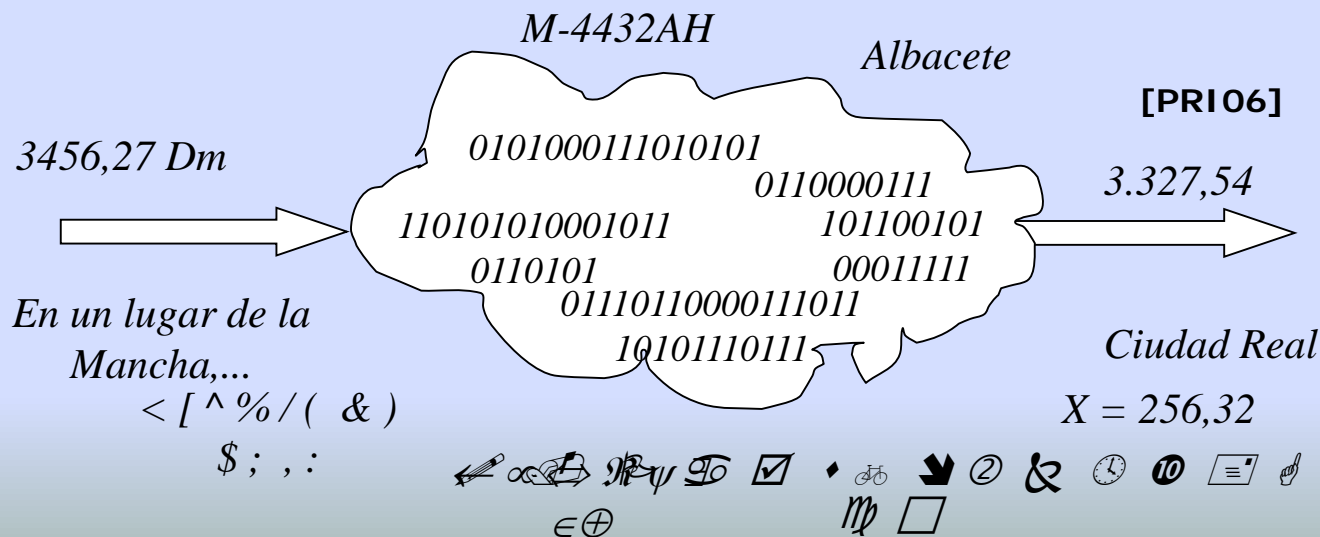 M-4432AH
Albacete
[PRI06]
3456,27 Dm
0101000111010101
0110000111
3.327,54
110101010001011
101100101
0110101
00011111
01110110000111011
10101110111
En un lugar de la
Mancha,...
Ciudad Real
< [ ^ % / ( & )
X = 256,32
$ ; , :
ψ ☑ ♦ ② 🕓 ❿
∈⊕ ♍ □